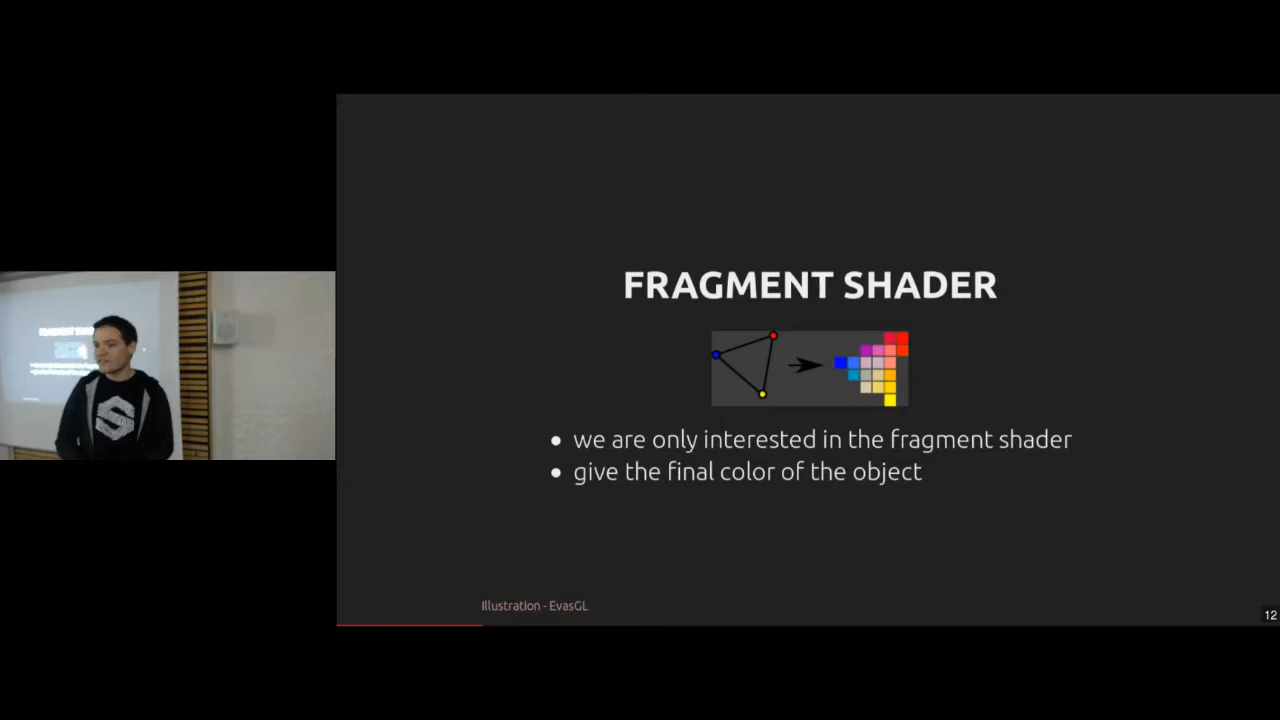 FRAGMENT SHADER
• we are only interested in the fragment shader
• give the final color of the object
Illustration - EvasGL
12